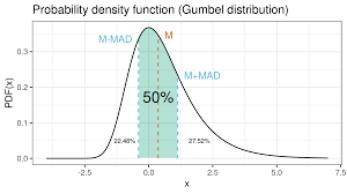 Probability density function (Gumbel distribution)
M-MAD
M
M+MAD
50%
22.48%
27.52%
PDF(x)
0.3
0.2
0.1
0.0
-2.5
0.0
2.5
5.0
7.5
x